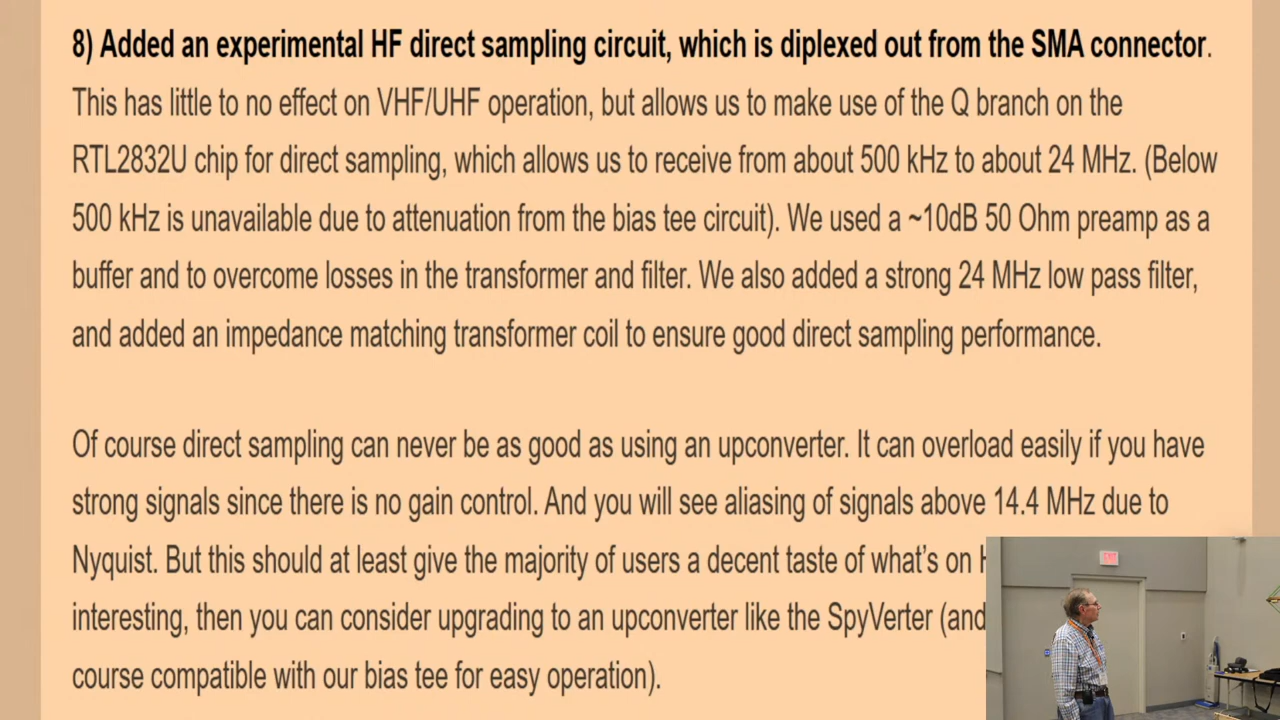 8) Added an experimental HF direct sampling circuit, which is diplexed out from the SMA connector.
This has little to no effect on VHF/UHF operation, but allows us to make use of the Q branch on the
RTL2832U chip for direct sampling, which allows us to receive from about 500 kHz to about 24 MHz. (Below
500 kHz is unavailable due to attenuation from the bias tee circuit). We used a ~10dB 50 Ohm preamp as a
buffer and to overcome losses in the transformer and filter. We also added a strong 24 MHz low pass filter,
and added an impedance matching transformer coil to ensure good direct sampling performance.
Of course direct sampling can never be as good as using an upconverter. It can overload easily if you have
strong signals since there is no gain control. And you will see aliasing of signals above 14.4 MHz due to
Nyquist. But this should at least give the majority of users a decent taste of what's on
interesting, then you can consider upgrading to an upconverter like the SpyVerter (and
course compatible with our bias tee for easy operation).